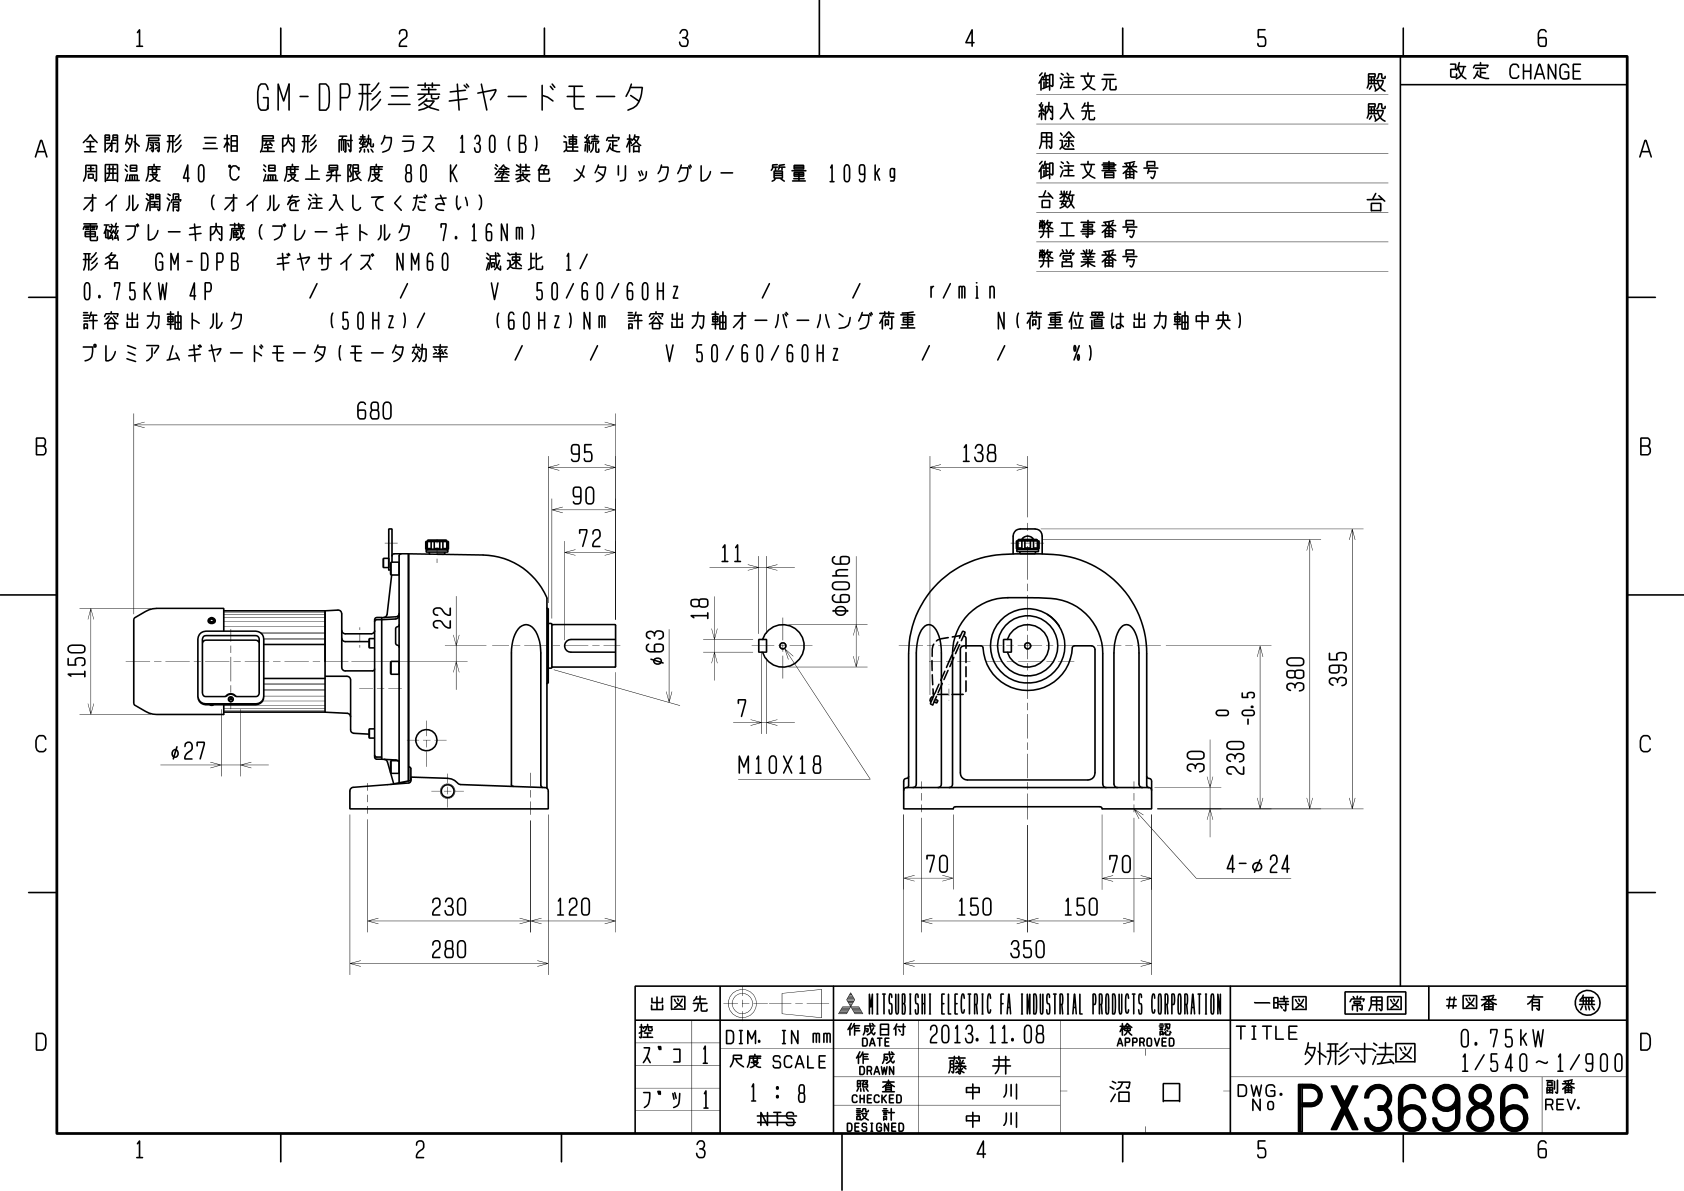 1 2 3 4 5 6
改定 CHANGE
GM-DP形三菱ギヤードモータ
全閉外扇形 三相 屋内形 耐熱クラス 130(B) 連続定格
周囲温度 40 ℃ 温度上昇限度 80 K 塗装色 メタリックグレー 質量 109kg
オイル潤滑 (オイルを注入してください)
電磁ブレーキ内蔵(ブレーキトルク 7.16Nm)
形名 GM-DPB ギヤサイズ NM60 減速比 1/
0.75KW 4P / / V 50/60/60Hz / / r/min
許容出力軸トルク (50Hz)/ (60Hz)Nm 許容出力軸オーバーハング荷重 N(荷重位置は出力軸中央)
プレミアムギヤードモータ(モータ効率 / / V 50/60/60Hz / / %)
御注文元 殿
納入先 殿
用途
御注文書番号
台数 台
弊工事番号
弊営業番号
A A
B B
C C
D D
680
95
90
72
22
150
φ27
φ63
230 120
280
11
18
φ60h6
7
M10X18
138
395
380
0
230 -0.5
30
70 70
4-φ24
150 150
350
出図先
控
ズコ 1
ブツ 1
DIM. IN mm
尺度 SCALE
1 : 8
NTS
MITSUBISHI ELECTRIC FA INDUSTRIAL PRODUCTS CORPORATION
作成日付 DATE 2013.11.08
作成 DRAWN 藤井
照査 CHECKED 中川
設計 DESIGNED 中川
検認 APPROVED
沼口
一時図 常用図 #図番 有 無
TITLE 外形寸法図 0.75kW
1/540~1/900
DWG. No PX36986 副番 REV.
1 2 3 4 5 6